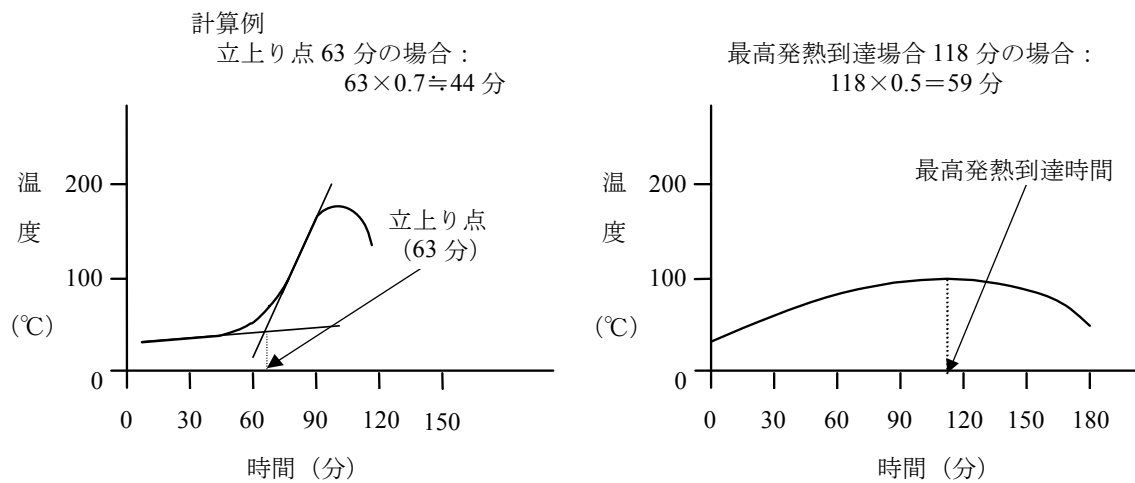 計算例
立上り点 63 分の場合：
63×0.7≒44 分
温度
(℃)
200
100
0
立上り点
（63 分）
0 30 60 90 120 150
時間（分）
最高発熱到達場合 118 分の場合：
118×0.5＝59 分
温度
(℃)
200
100
0
最高発熱到達時間
0 30 60 90 120 150 180
時間（分）